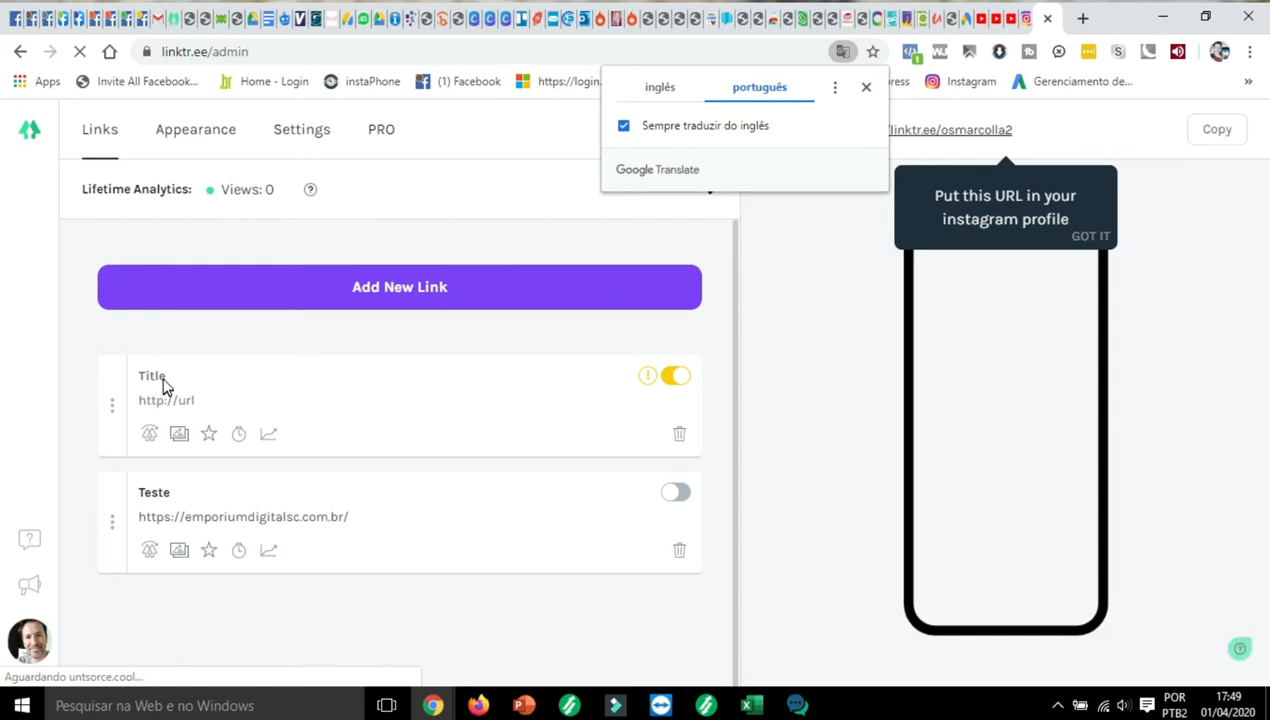 linktr.ee/admin
Apps
Invite All Facebook...
Home - Login
instaPhone
(1) Facebook
https://login.
ress
Instagram
Gerenciamento de...
»
inglês
português
Sempre traduzir do inglês
Google Translate
Links
Appearance
Settings
PRO
/linktr.ee/osmarcolla2
Copy
Lifetime Analytics:
Views: 0
Put this URL in your
instagram profile
GOT IT
Add New Link
Title
http://url
Teste
https://emporiumdigitalsc.com.br/
Aguardando untsorce.cool...
Pesquisar na Web e no Windows
POR
PTB2
17:49
01/04/2020